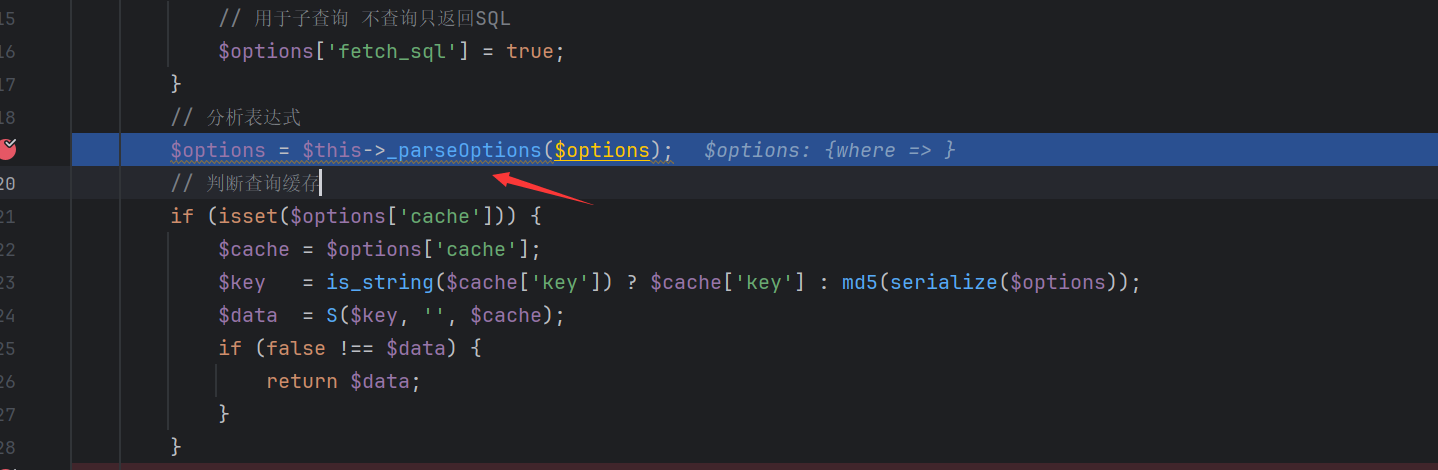 15 // 用于子查询 不查询只返回SQL
16 $options['fetch_sql'] = true;
17 }
18 // 分析表达式
$options = $this->_parseOptions($options); $options: {where => }
20 // 判断查询缓存
21 if (isset($options['cache'])) {
22 $cache = $options['cache'];
23 $key   = is_string($cache['key']) ? $cache['key'] : md5(serialize($options));
24 $data  = S($key, '', $cache);
25 if (false !== $data) {
26 return $data;
27 }
28 }